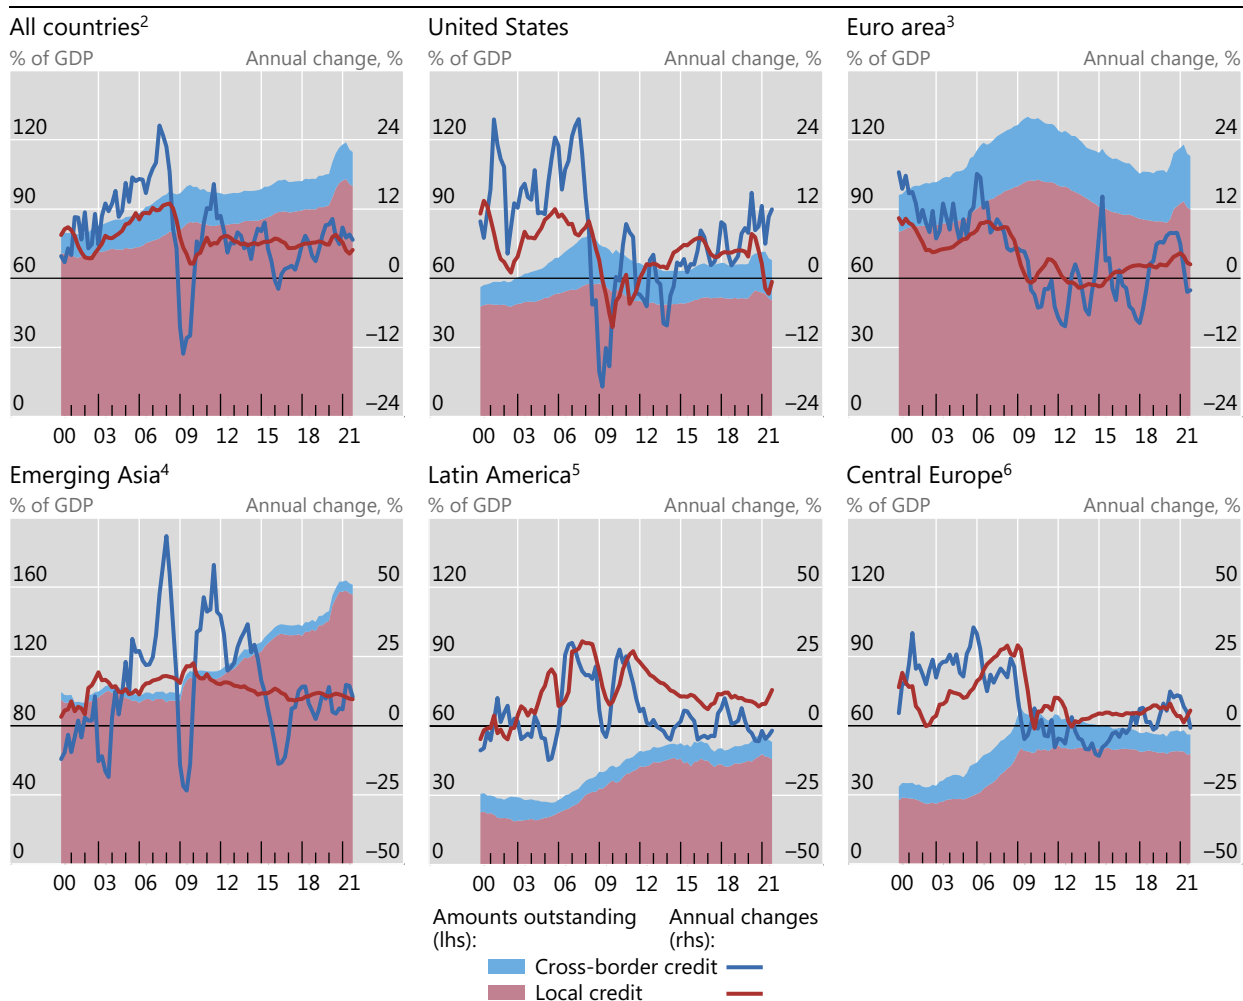 All countries²
% of GDP Annual change, %
120 24
90 12
60 0
30 –12
0 –24
00 03 06 09 12 15 18 21
United States
% of GDP Annual change, %
120 24
90 12
60 0
30 –12
0 –24
00 03 06 09 12 15 18 21
Euro area³
% of GDP Annual change, %
120 24
90 12
60 0
30 –12
0 –24
00 03 06 09 12 15 18 21
Emerging Asia⁴
% of GDP Annual change, %
160 50
120 25
80 0
40 –25
0 –50
00 03 06 09 12 15 18 21
Latin America⁵
% of GDP Annual change, %
120 50
90 25
60 0
30 –25
0 –50
00 03 06 09 12 15 18 21
Central Europe⁶
% of GDP Annual change, %
120 50
90 25
60 0
30 –25
0 –50
00 03 06 09 12 15 18 21
Amounts outstanding Annual changes
(lhs): (rhs):
Cross-border credit
Local credit